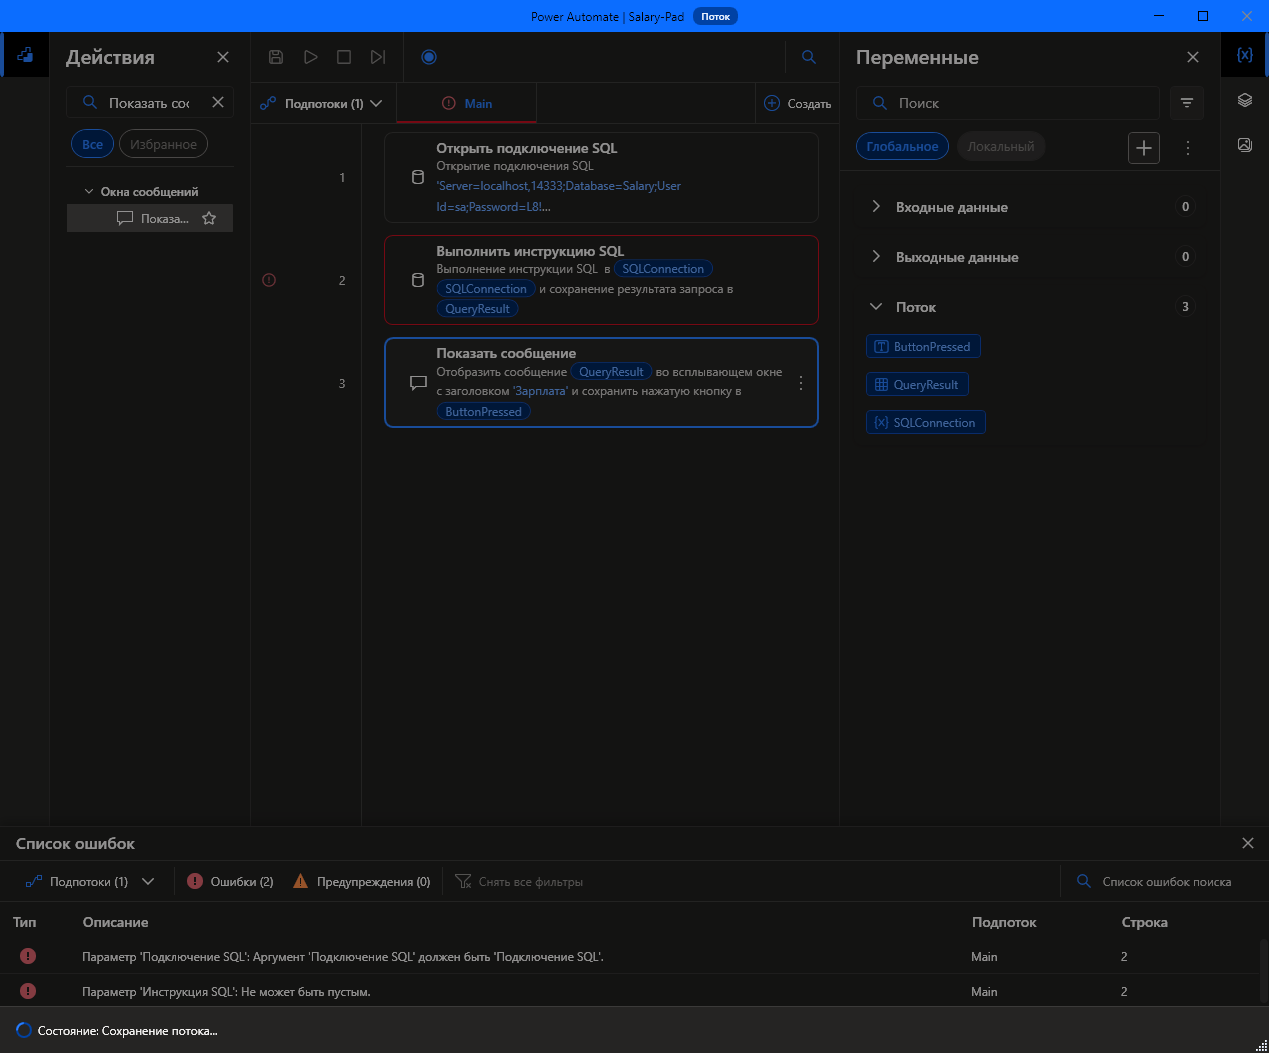 Power Automate | Salary-Pad Поток
Действия
Показать сос
Все Избранное
Окна сообщений
Показа...
Подпотоки (1)
Main
Создать
1
Открыть подключение SQL
Открытие подключения SQL
'Server=localhost,14333;Database=Salary;User
Id=sa;Password=L8!...
2
Выполнить инструкцию SQL
Выполнение инструкции SQL в SQLConnection
SQLConnection и сохранение результата запроса в
QueryResult
3
Показать сообщение
Отобразить сообщение QueryResult во всплывающем окне
с заголовком 'Зарплата' и сохранить нажатую кнопку в
ButtonPressed
Переменные
Поиск
Глобальное Локальный
Входные данные 0
Выходные данные 0
Поток 3
ButtonPressed
QueryResult
SQLConnection
Список ошибок
Подпотоки (1) Ошибки (2) Предупреждения (0) Снять все фильтры Список ошибок поиска
Тип Описание Подпоток Строка
Параметр 'Подключение SQL': Аргумент 'Подключение SQL' должен быть 'Подключение SQL'. Main 2
Параметр 'Инструкция SQL': Не может быть пустым. Main 2
Состояние: Сохранение потока...